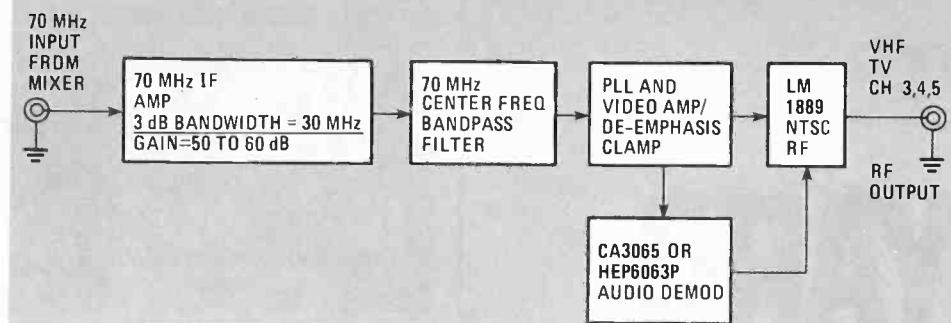 70 MHz
INPUT
FRDM
MIXER
70 MHz IF
AMP
3 dB BANDWIDTH = 30 MHz
GAIN=50 TO 60 dB
70 MHz
CENTER FREQ
BANDPASS
FILTER
PLL AND
VIDEO AMP/
DE-EMPHASIS
CLAMP
LM
1889
NTSC
RF
VHF
TV
CH 3,4,5
RF
OUTPUT
CA3065 OR
HEP6063P
AUDIO DEMOD